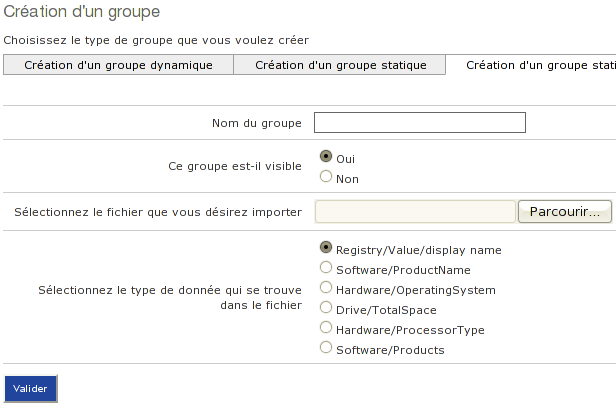 Création d'un groupe
Choisissez le type de groupe que vous voulez créer
Création d'un groupe dynamique
Création d'un groupe statique
Création d'un groupe stati
Nom du groupe
Ce groupe est-il visible
Oui
Non
Sélectionnez le fichier que vous désirez importer
Parcourir...
Sélectionnez le type de donnée qui se trouve
dans le fichier
Registry/Value/display name
Software/ProductName
Hardware/OperatingSystem
Drive/TotalSpace
Hardware/ProcessorType
Software/Products
Valider